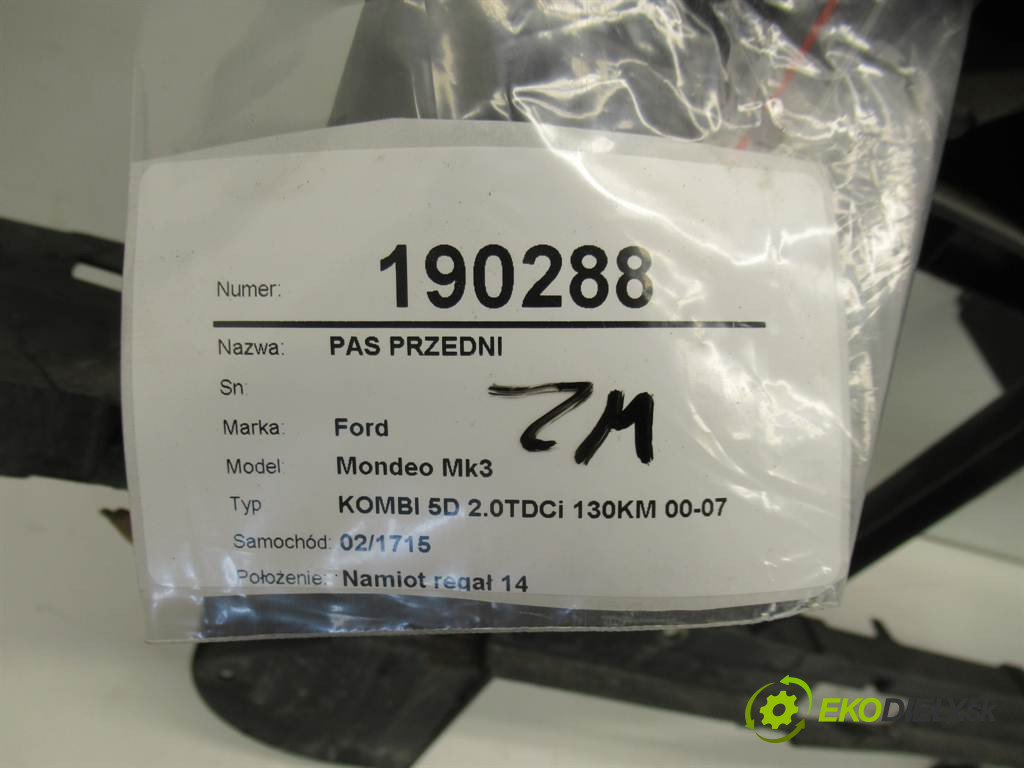 Numer: 190288
Nazwa: PAS PRZEDNI
Sn:
ZM
Marka: Ford
Model: Mondeo Mk3
Typ KOMBI 5D 2.0TDCi 130KM 00-07
Samochód: 02/1715
Położenie: Namiot regał 14
EKODIELYEK